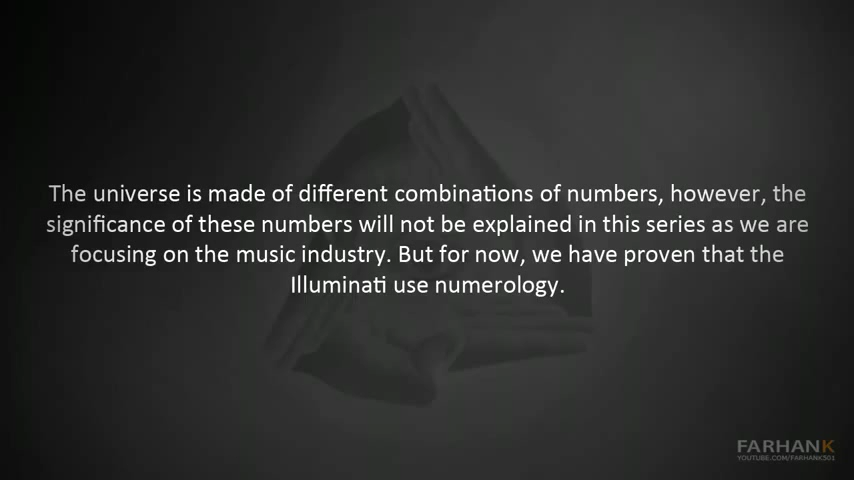 The universe is made of different combinations of numbers, however, the
significance of these numbers will not be explained in this series as we are
focusing on the music industry. But for now, we have proven that the
Illuminati use numerology.
FARHANK
YOUTUBE.COM/FARHANK501